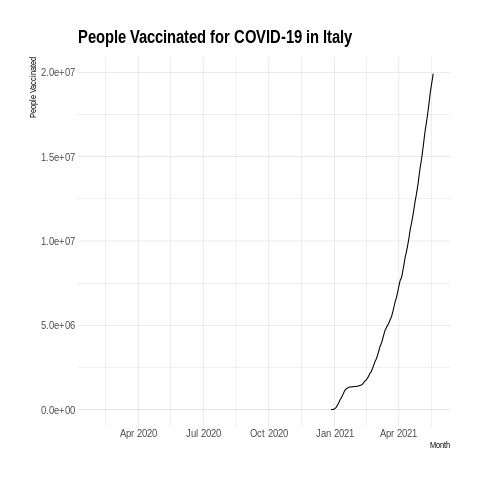 People Vaccinated for COVID-19 in Italy
People Vaccinated
2.0e+07
1.5e+07
1.0e+07
5.0e+06
0.0e+00
Apr 2020 Jul 2020 Oct 2020 Jan 2021 Apr 2021
Month